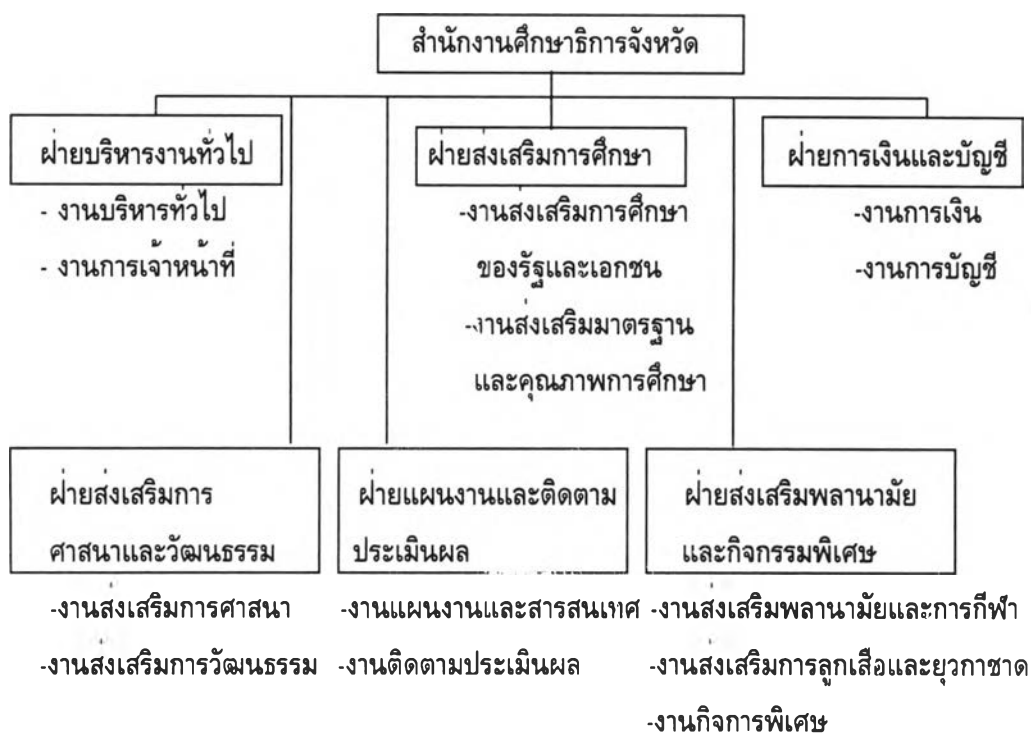 สำนักงานศึกษาธิการจังหวัด
ฝ่ายบริหารงานทั่วไป
- งานบริหารทั่วไป
- งานการเจ้าหน้าที่
ฝ่ายส่งเสริมการศึกษา
-งานส่งเสริมการศึกษา
ของรัฐและเอกชน
-งานส่งเสริมมาตรฐาน
และคุณภาพการศึกษา
ฝ่ายการเงินและบัญชี
-งานการเงิน
-งานการบัญชี
ฝ่ายส่งเสริมการ
ศาสนาและวัฒนธรรม
-งานส่งเสริมการศาสนา
-งานส่งเสริมการวัฒนธรรม
ฝ่ายแผนงานและติดตาม
ประเมินผล
-งานแผนงานและสารสนเทศ
-งานติดตามประเมินผล
ฝ่ายส่งเสริมพลานามัย
และกิจกรรมพิเศษ
-งานส่งเสริมพลานามัยและการกีฬา
-งานส่งเสริมการลูกเสือและยุวกาชาด
-งานกิจการพิเศษ